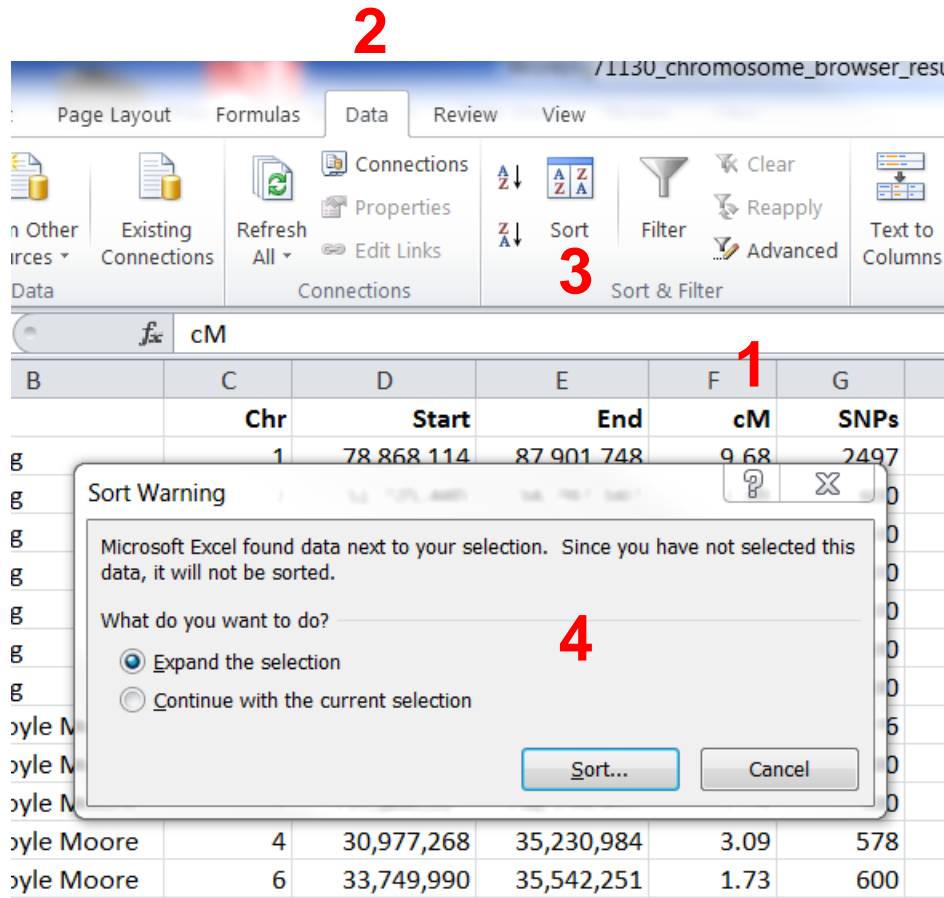 2
71130_chromosome_browser_resu
Page Layout Formulas Data Review View
Connections Clear
Properties Reapply
Other Existing Refresh Sort Filter Text to
Edit Links Advanced
Connections All Columns
3
Data Connections Sort & Filter
fx cM
1
B C D E F G
Chr Start End cM SNPs
g 1 78,868,114 87,901,748 9.68 2497
Sort Warning
Microsoft Excel found data next to your selection. Since you have not selected this
data, it will not be sorted.
What do you want to do?
4
Expand the selection
Continue with the current selection
Sort... Cancel
oyle Moore 4 30,977,268 35,230,984 3.09 578
oyle Moore 6 33,749,990 35,542,251 1.73 600